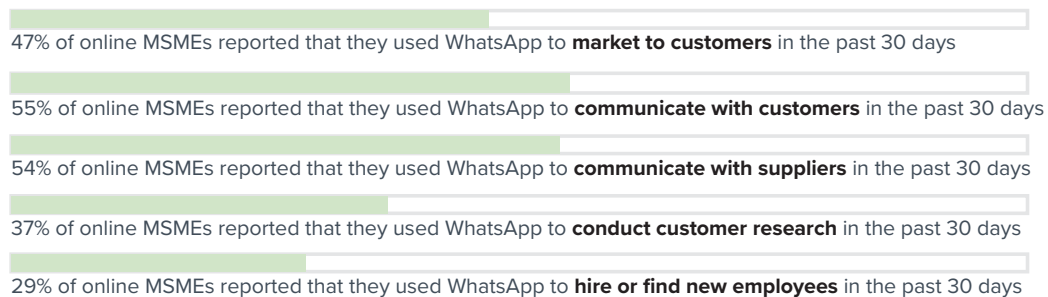 47% of online MSMEs reported that they used WhatsApp to market to customers in the past 30 days
55% of online MSMEs reported that they used WhatsApp to communicate with customers in the past 30 days
54% of online MSMEs reported that they used WhatsApp to communicate with suppliers in the past 30 days
37% of online MSMEs reported that they used WhatsApp to conduct customer research in the past 30 days
29% of online MSMEs reported that they used WhatsApp to hire or find new employees in the past 30 days